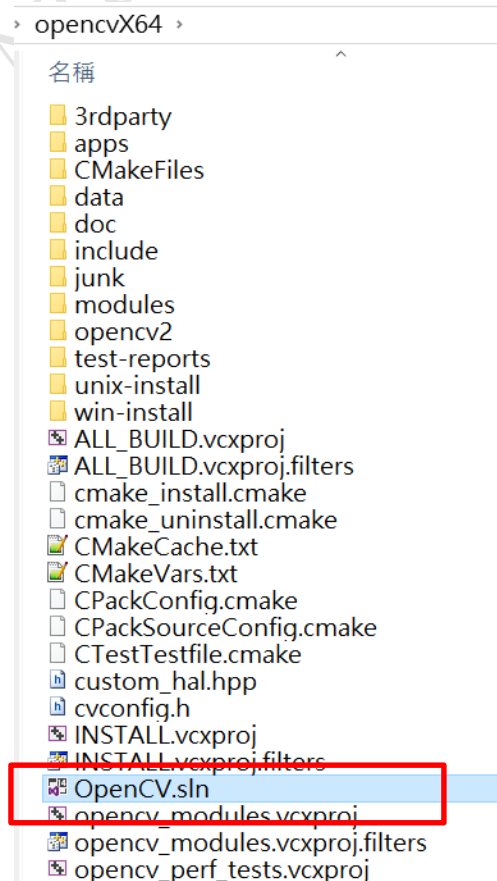 opencvX64
名稱
3rdparty
apps
CMakeFiles
data
doc
include
junk
modules
opencv2
test-reports
unix-install
win-install
ALL_BUILD.vcxproj
ALL_BUILD.vcxproj.filters
cmake_install.cmake
cmake_uninstall.cmake
CMakeCache.txt
CMakeVars.txt
CPackConfig.cmake
CPackSourceConfig.cmake
CTestTestfile.cmake
custom_hal.hpp
cvconfig.h
INSTALL.vcxproj
INSTALL.vcxproj.filters
OpenCV.sln
opencv_modules.vcxproj
opencv_modules.vcxproj.filters
opencv_perf_tests.vcxproj